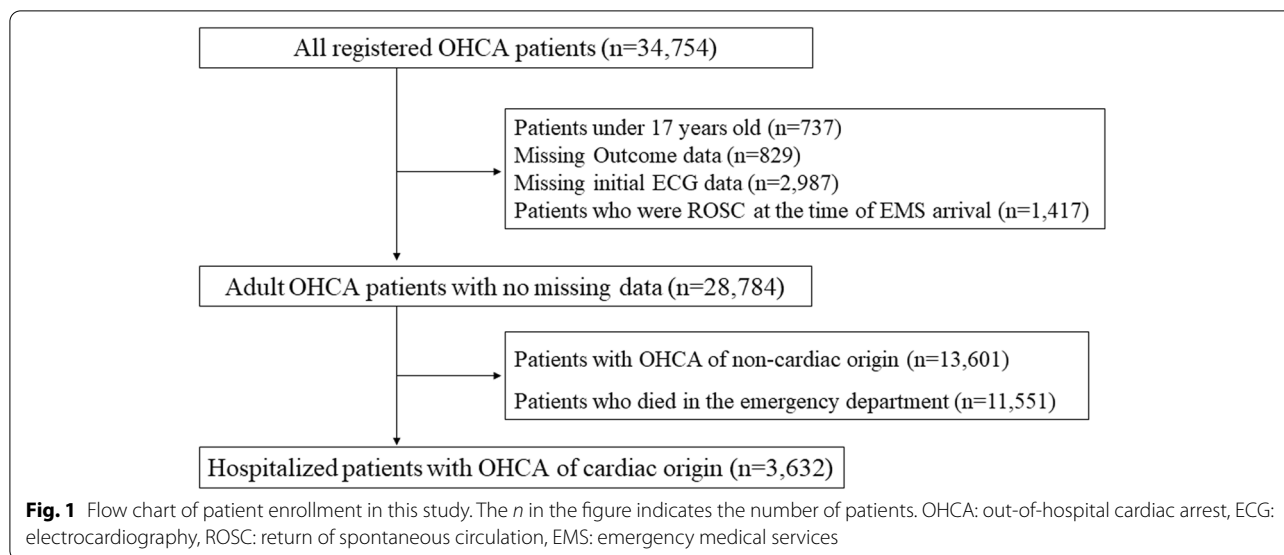 All registered OHCA patients (n=34,754)
Patients under 17 years old (n=737)
Missing Outcome data (n=829)
Missing initial ECG data (n=2,987)
Patients who were ROSC at the time of EMS arrival (n=1,417)
Adult OHCA patients with no missing data (n=28,784)
Patients with OHCA of non-cardiac origin (n=13,601)
Patients who died in the emergency department (n=11,551)
Hospitalized patients with OHCA of cardiac origin (n=3,632)
Fig. 1 Flow chart of patient enrollment in this study. The n in the figure indicates the number of patients. OHCA: out-of-hospital cardiac arrest, ECG:
electrocardiography, ROSC: return of spontaneous circulation, EMS: emergency medical services